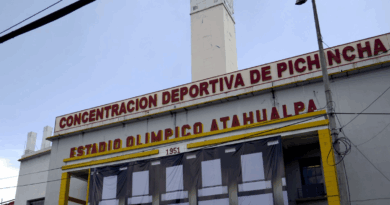 CONCENTRACION DEPORTIVA DE PICHINCHA
ESTADIO OLIMPICO ATAHUALPA
1951